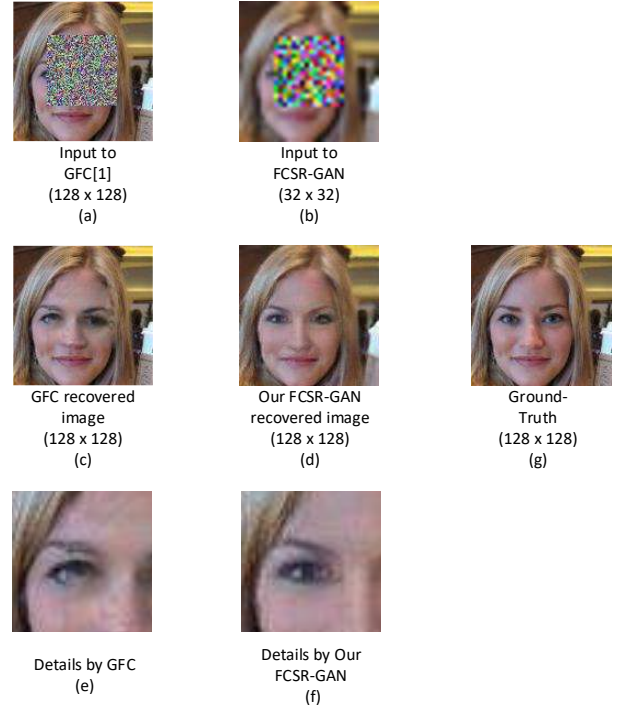 Input to
GFC[1]
(128 x 128)
(a)
Input to
FCSR-GAN
(32 x 32)
(b)
GFC recovered
image
(128 x 128)
(c)
Our FCSR-GAN
recovered image
(128 x 128)
(d)
Ground-
Truth
(128 x 128)
(g)
Details by GFC
(e)
Details by Our
FCSR-GAN
(f)